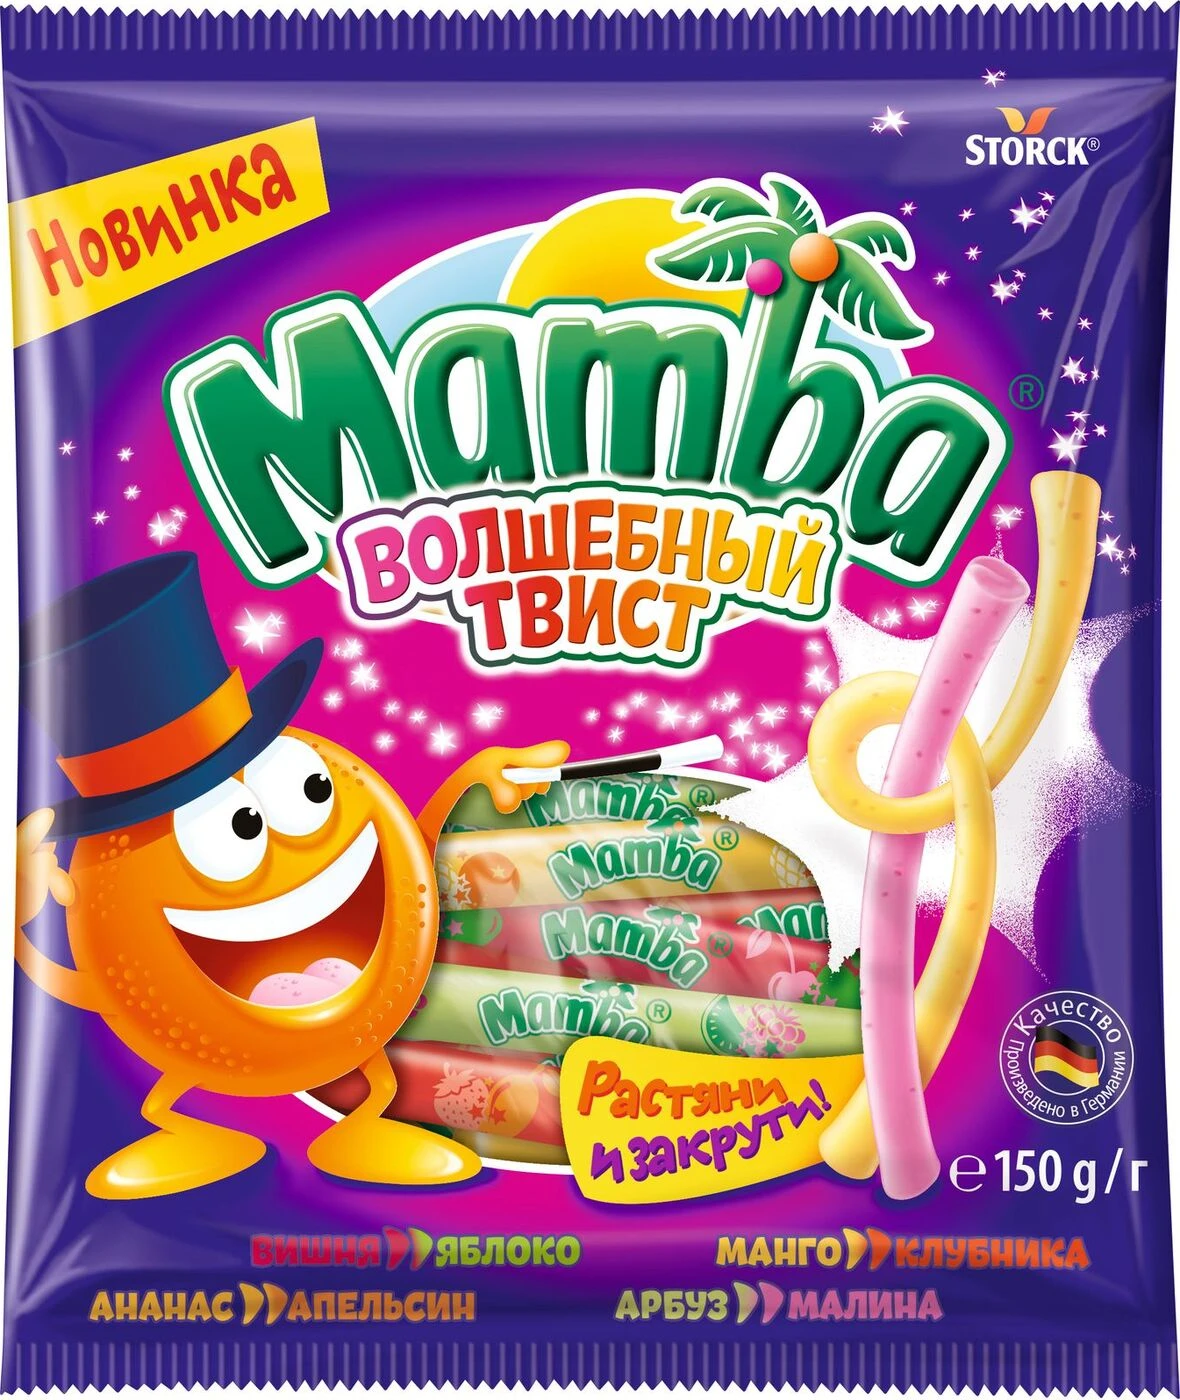 Новинка
STORCK®
Mamba®
ВОЛШЕБНЫЙ
ТВИСТ
Mamba®
Mamba®
Mamba®
Mam
Mamba®
Растяни
и закрути!
Качество
Произведено в Германии
℮ 150 g/г
ВИШНЯ ЯБЛОКО
МАНГО КЛУБНИКА
АНАНАС АПЕЛЬСИН
АРБУЗ МАЛИНА